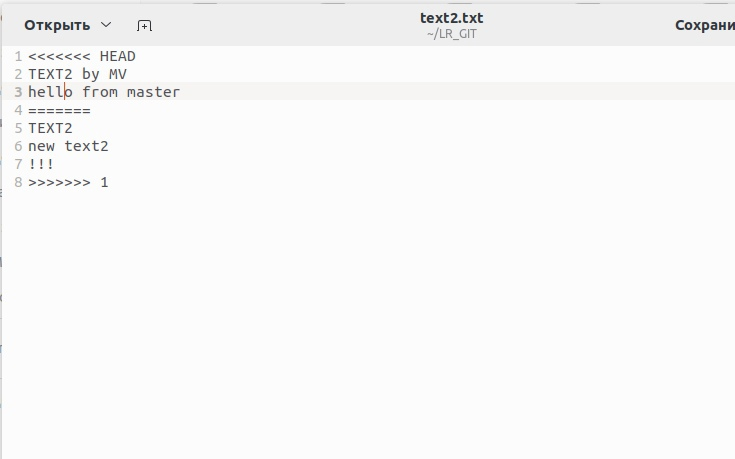 Открыть
text2.txt
~/LR_GIT
Сохрани
1 <<<<<<< HEAD
2 TEXT2 by MV
3 hello from master
4 =======
5 TEXT2
6 new text2
7 !!!
8 >>>>>>> 1